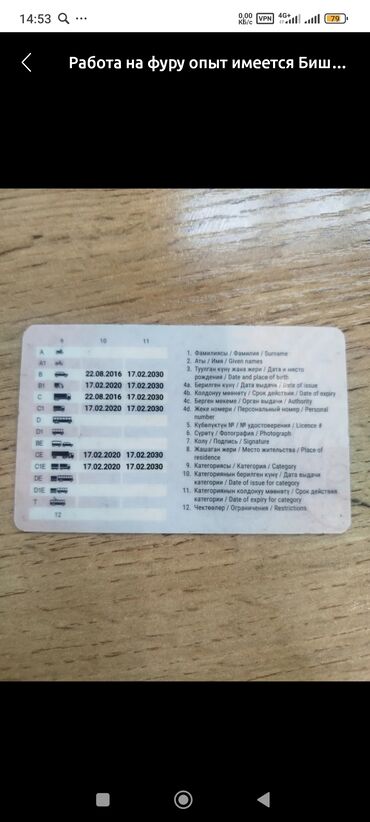 14:53
0,00 КБ/с VPN 4G+ 79
Работа на фуру опыт имеется Биш...
9 10 11
A
A1
B 22.08.2016 17.02.2030
B1 17.02.2020 17.02.2030
C 22.08.2016 17.02.2030
C1 17.02.2020 17.02.2030
D
D1
BE
CE 17.02.2020 17.02.2030
C1E 17.02.2020 17.02.2030
DE
D1E
T
12
1. Фамилиясы / Фамилия / Surname
2. Аты / Имя / Given names
3. Туулган күнү жана жери / Дата и место
рождения / Date and place of birth
4a. Берилген күнү / Дата выдачи / Date of issue
4b. Колдонуу мөөнөтү / Срок действия / Date of expiry
4c. Берген мекеме / Орган выдачи / Authority
4d. Жеке номери / Персональный номер / Personal
number
5. Күбөлүктүн № / № удостоверения / Licence #
6. Сүрөтү / Фотография / Photograph
7. Колу / Подпись / Signature
8. Жашаган жери / Место жительства / Place of
residence
9. Категориясы / Категория / Category
10. Категориянын берилген күнү / Дата выдачи
категории / Date of issue for category
11. Категориянын колдонуу мөөнөтү / Срок действия
категории / Date of expiry for category
12. Чектөөлөр / Ограничения / Restrictions